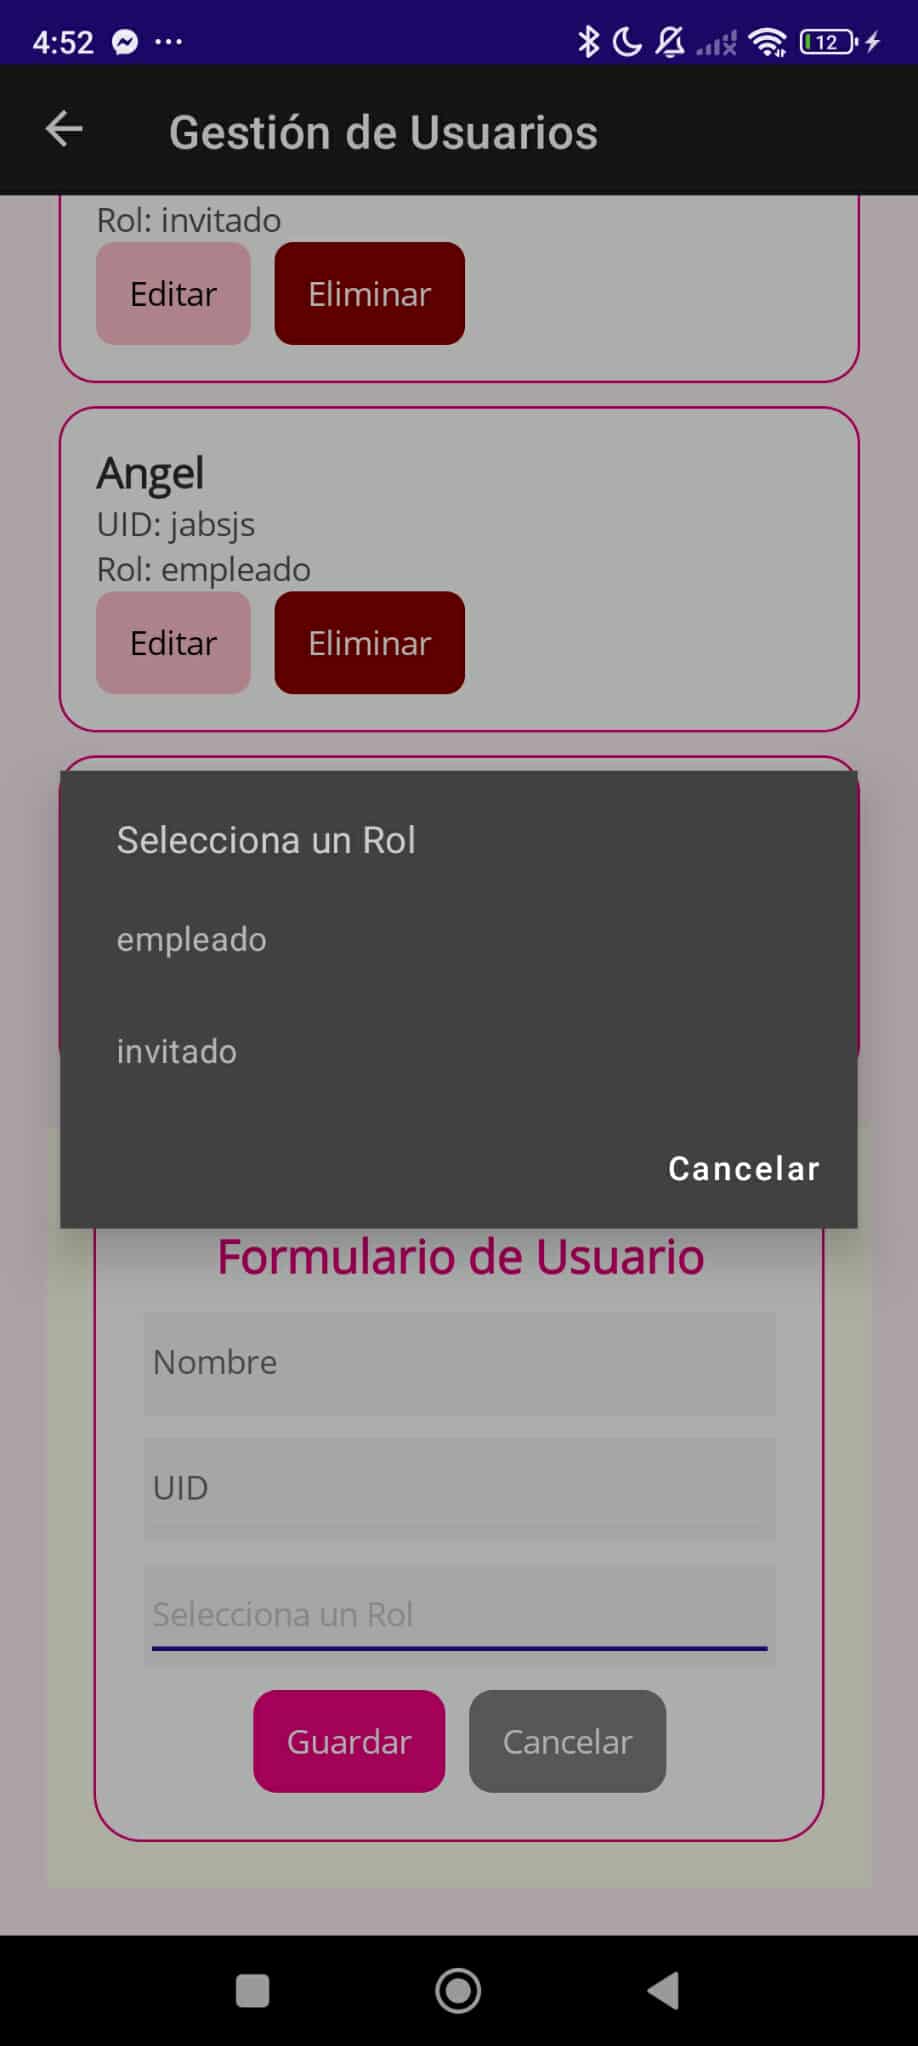 4:52
12
Gestión de Usuarios
Rol: invitado
Editar
Eliminar
Angel
UID: jabsjs
Rol: empleado
Editar
Eliminar
Selecciona un Rol
empleado
invitado
Cancelar
Formulario de Usuario
Nombre
UID
Selecciona un Rol
Guardar
Cancelar